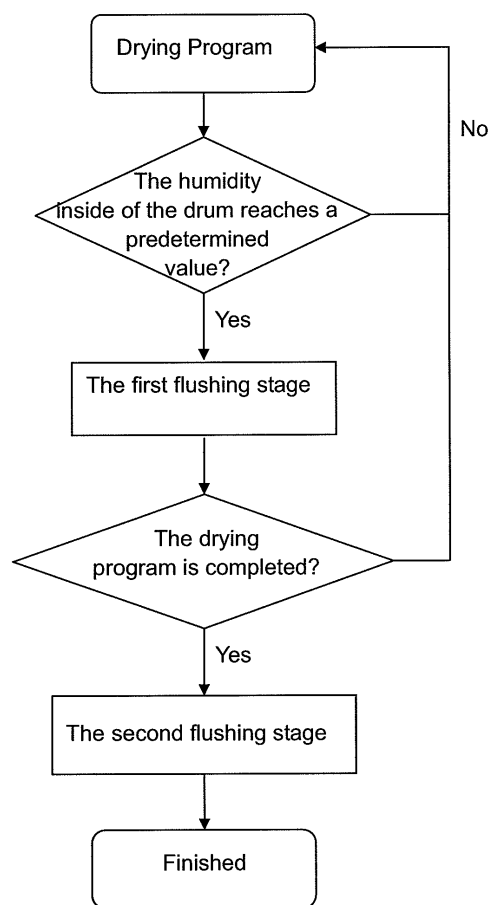 Drying Program
No
The humidity
inside of the drum reaches a
predetermined
value?
Yes
The first flushing stage
The drying
program is completed?
Yes
The second flushing stage
Finished